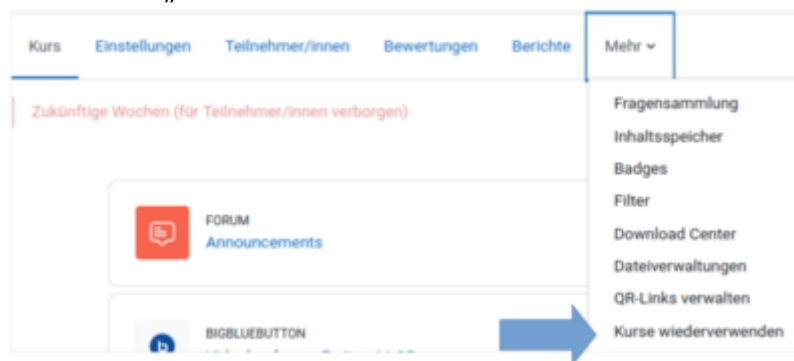 „
Kurs Einstellungen Teilnehmer/innen Bewertungen Berichte Mehr
Zukünftige Wochen (für Teilnehmer/innen verborgen)
Fragensammlung
Inhaltsspeicher
Badges
Filter
Download Center
Dateiverwaltungen
QR-Links verwalten
Kurse wiederverwenden
FORUM
Announcements
BIGBLUEBUTTON